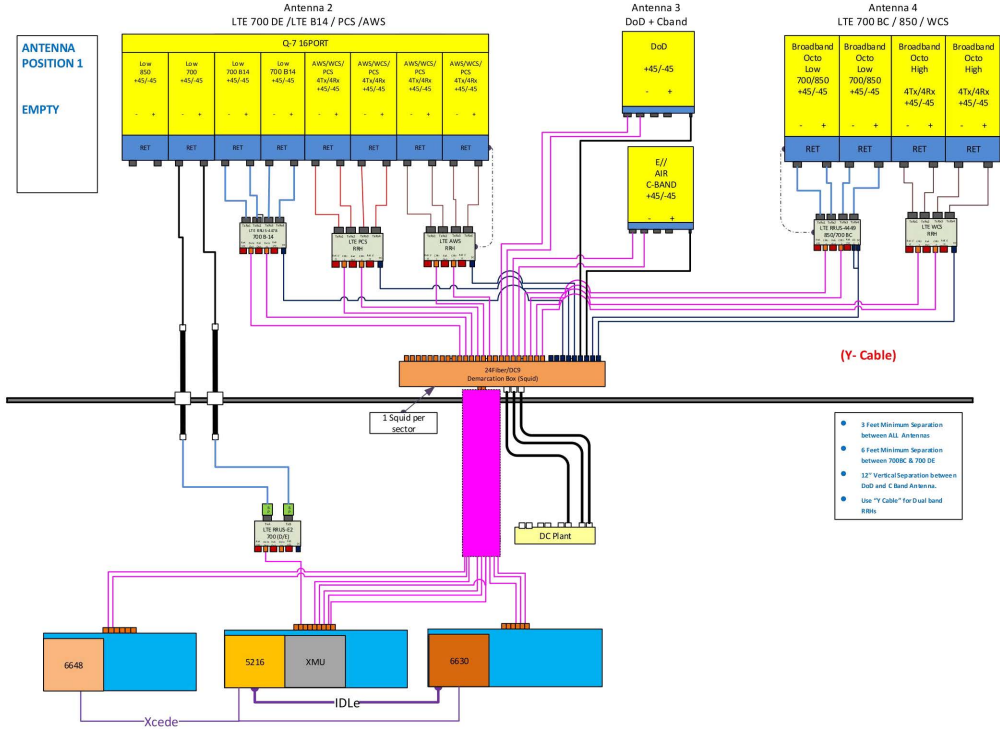 Antenna 2
LTE 700 DE /LTE B14 / PCS /AWS
Antenna 3
DoD + Cband
Antenna 4
LTE 700 BC / 850 / WCS
ANTENNA
POSITION 1
EMPTY
Q-7 16PORT
Low
850
+45/-45
- +
RET
Low
700
+45/-45
- +
RET
Low
700 B14
+45/-45
- +
RET
Low
700 B14
+45/-45
- +
RET
AWS/WCS/
PCS
4Tx/4Rx
+45/-45
- +
RET
AWS/WCS/
PCS
4Tx/4Rx
+45/-45
- +
RET
AWS/WCS/
PCS
4Tx/4Rx
+45/-45
- +
RET
AWS/WCS/
PCS
4Tx/4Rx
+45/-45
- +
RET
DoD
+45/-45
- +
E//
AIR
C-BAND
+45/-45
- +
Broadband
Octo
Low
700/850
+45/-45
- +
RET
Broadband
Octo
Low
700/850
+45/-45
- +
RET
Broadband
Octo
High
4Tx/4Rx
+45/-45
- +
RET
Broadband
Octo
High
4Tx/4Rx
+45/-45
- +
RET
700 B-14
LTE PCS
RRH
LTE AWS
RRH
LTE RRUS-4449
850/700 BC
LTE WCS
RRH
24Fiber/DC9
Demarcation Box (Squid)
(Y- Cable)
1 Squid per
sector
3 Feet Minimum Separation
between ALL Antennas
6 Feet Minimum Separation
between 700BC & 700 DE
12" Vertical Separation between
DoD and C Band Antenna.
Use "Y Cable" for Dual band
RRHs
LTE RRUS-E2
700 (D/E)
DC Plant
6648
5216
XMU
6630
IDLe
Xcede